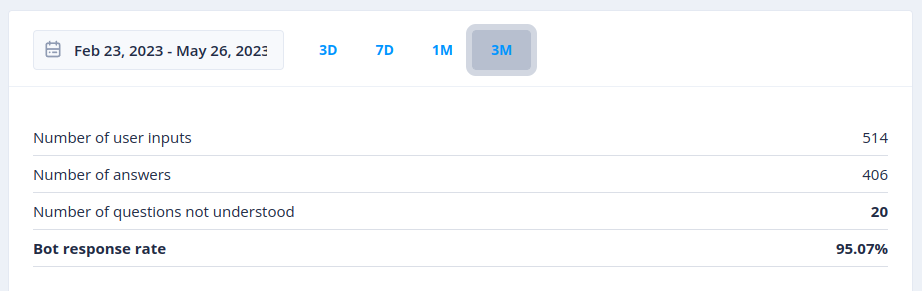 Feb 23, 2023 - May 26, 2023 3D 7D 1M 3M
Number of user inputs 514
Number of answers 406
Number of questions not understood 20
Bot response rate 95.07%